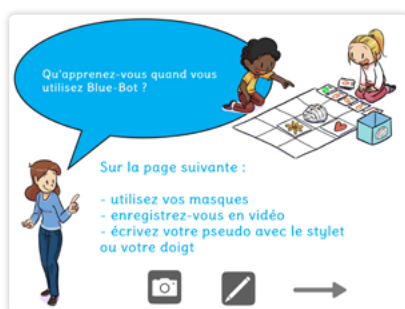 Qu'apprenez-vous quand vous
utilisez Blue-Bot ?
Sur la page suivante :
- utilisez vos masques
- enregistrez-vous en vidéo
- écrivez votre pseudo avec le stylet
ou votre doigt